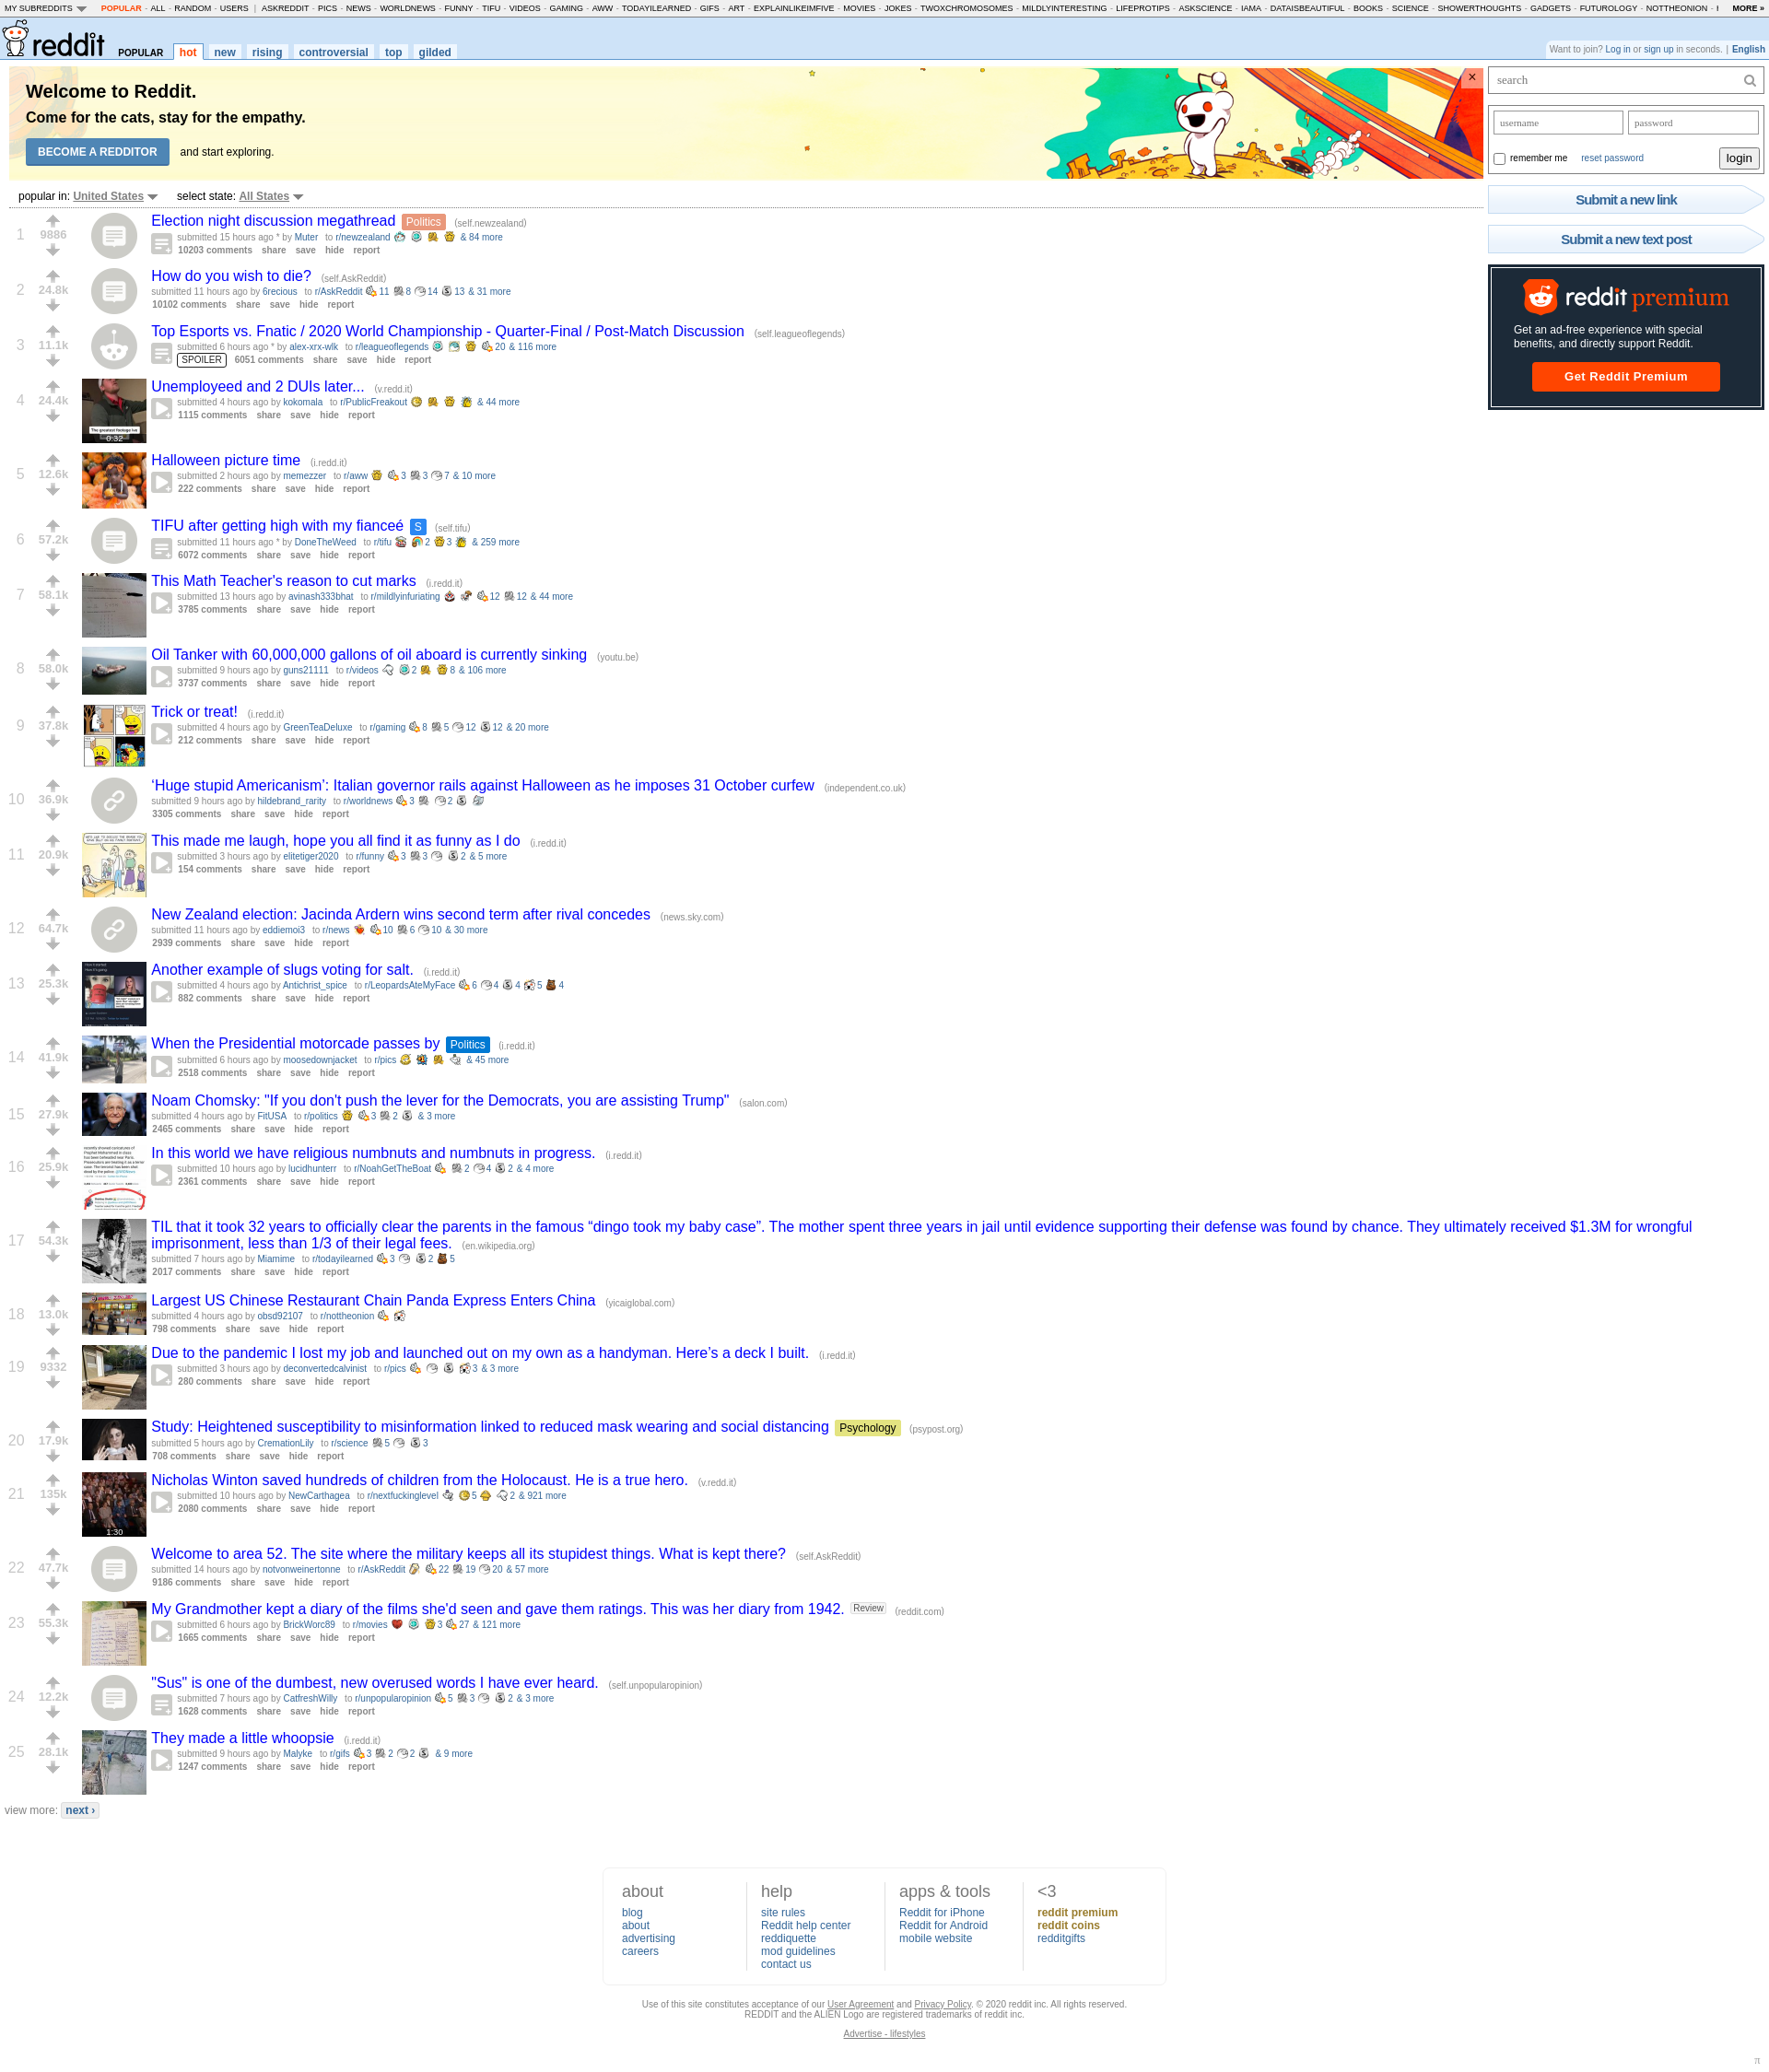 MY SUBREDDITS POPULAR - ALL - RANDOM - USERS | ASKREDDIT - PICS - NEWS - WORLDNEWS - FUNNY - TIFU - VIDEOS - GAMING - AWW - TODAYILEARNED - GIFS - ART - EXPLAINLIKEIMFIVE - MOVIES - JOKES - TWOXCHROMOSOMES - MILDLYINTERESTING - LIFEPROTIPS - ASKSCIENCE - IAMA - DATAISBEAUTIFUL - BOOKS - SCIENCE - SHOWERTHOUGHTS - GADGETS - FUTUROLOGY - NOTTHEONION - MORE »
reddit POPULAR hot new rising controversial top gilded
Want to join? Log in or sign up in seconds. | English
Welcome to Reddit.
Come for the cats, stay for the empathy.
BECOME A REDDITOR and start exploring.
search
username password
remember me reset password login
Submit a new link
Submit a new text post
reddit premium
Get an ad-free experience with special
benefits, and directly support Reddit.
Get Reddit Premium
popular in: United States select state: All States
1 9886 Election night discussion megathread Politics (self.newzealand)
submitted 15 hours ago * by Muter to r/newzealand & 84 more
10203 comments share save hide report
2 24.8k How do you wish to die? (self.AskReddit)
submitted 11 hours ago by 6recious to r/AskReddit 11 8 14 13 & 31 more
10102 comments share save hide report
3 11.1k Top Esports vs. Fnatic / 2020 World Championship - Quarter-Final / Post-Match Discussion (self.leagueoflegends)
submitted 6 hours ago * by alex-xrx-wlk to r/leagueoflegends 20 & 116 more
SPOILER 6051 comments share save hide report
4 24.4k Unemployeed and 2 DUIs later... (v.redd.it)
submitted 4 hours ago by kokomala to r/PublicFreakout & 44 more
1115 comments share save hide report
The greatest footage ive
0:32
5 12.6k Halloween picture time (i.redd.it)
submitted 2 hours ago by memezzer to r/aww 3 3 7 & 10 more
222 comments share save hide report
6 57.2k TIFU after getting high with my fianceé S (self.tifu)
submitted 11 hours ago * by DoneTheWeed to r/tifu 2 3 & 259 more
6072 comments share save hide report
7 58.1k This Math Teacher's reason to cut marks (i.redd.it)
submitted 13 hours ago by avinash333bhat to r/mildlyinfuriating 12 12 & 44 more
3785 comments share save hide report
8 58.0k Oil Tanker with 60,000,000 gallons of oil aboard is currently sinking (youtu.be)
submitted 9 hours ago by guns21111 to r/videos 2 8 & 106 more
3737 comments share save hide report
9 37.8k Trick or treat! (i.redd.it)
submitted 4 hours ago by GreenTeaDeluxe to r/gaming 8 5 12 12 & 20 more
212 comments share save hide report
10 36.9k ‘Huge stupid Americanism’: Italian governor rails against Halloween as he imposes 31 October curfew (independent.co.uk)
submitted 9 hours ago by hildebrand_rarity to r/worldnews 3 2
3305 comments share save hide report
11 20.9k This made me laugh, hope you all find it as funny as I do (i.redd.it)
submitted 3 hours ago by elitetiger2020 to r/funny 3 3 2 & 5 more
154 comments share save hide report
12 64.7k New Zealand election: Jacinda Ardern wins second term after rival concedes (news.sky.com)
submitted 11 hours ago by eddiemoi3 to r/news 10 6 10 & 30 more
2939 comments share save hide report
13 25.3k Another example of slugs voting for salt. (i.redd.it)
submitted 4 hours ago by Antichrist_spice to r/LeopardsAteMyFace 6 4 4 5 4
882 comments share save hide report
14 41.9k When the Presidential motorcade passes by Politics (i.redd.it)
submitted 6 hours ago by moosedownjacket to r/pics & 45 more
2518 comments share save hide report
15 27.9k Noam Chomsky: "If you don't push the lever for the Democrats, you are assisting Trump" (salon.com)
submitted 4 hours ago by FitUSA to r/politics 3 2 & 3 more
2465 comments share save hide report
16 25.9k In this world we have religious numbnuts and numbnuts in progress. (i.redd.it)
submitted 10 hours ago by lucidhunterr to r/NoahGetTheBoat 2 4 2 & 4 more
2361 comments share save hide report
17 54.3k TIL that it took 32 years to officially clear the parents in the famous “dingo took my baby case”. The mother spent three years in jail until evidence supporting their defense was found by chance. They ultimately received $1.3M for wrongful
imprisonment, less than 1/3 of their legal fees. (en.wikipedia.org)
submitted 7 hours ago by Miamime to r/todayilearned 3 2 5
2017 comments share save hide report
18 13.0k Largest US Chinese Restaurant Chain Panda Express Enters China (yicaiglobal.com)
submitted 4 hours ago by obsd92107 to r/nottheonion
798 comments share save hide report
19 9332 Due to the pandemic I lost my job and launched out on my own as a handyman. Here’s a deck I built. (i.redd.it)
submitted 3 hours ago by deconvertedcalvinist to r/pics 3 & 3 more
280 comments share save hide report
20 17.9k Study: Heightened susceptibility to misinformation linked to reduced mask wearing and social distancing Psychology (psypost.org)
submitted 5 hours ago by CremationLily to r/science 5 3
708 comments share save hide report
21 135k Nicholas Winton saved hundreds of children from the Holocaust. He is a true hero. (v.redd.it)
submitted 10 hours ago by NewCarthagea to r/nextfuckinglevel 5 2 & 921 more
2080 comments share save hide report
1:30
22 47.7k Welcome to area 52. The site where the military keeps all its stupidest things. What is kept there? (self.AskReddit)
submitted 14 hours ago by notvonweinertonne to r/AskReddit 22 19 20 & 57 more
9186 comments share save hide report
23 55.3k My Grandmother kept a diary of the films she'd seen and gave them ratings. This was her diary from 1942. Review (reddit.com)
submitted 6 hours ago by BrickWorc89 to r/movies 3 27 & 121 more
1665 comments share save hide report
24 12.2k "Sus" is one of the dumbest, new overused words I have ever heard. (self.unpopularopinion)
submitted 7 hours ago by CatfreshWilly to r/unpopularopinion 5 3 2 & 3 more
1628 comments share save hide report
25 28.1k They made a little whoopsie (i.redd.it)
submitted 9 hours ago by Malyke to r/gifs 3 2 2 & 9 more
1247 comments share save hide report
view more: next ›
about
blog
about
advertising
careers
help
site rules
Reddit help center
reddiquette
mod guidelines
contact us
apps & tools
Reddit for iPhone
Reddit for Android
mobile website
<3
reddit premium
reddit coins
redditgifts
Use of this site constitutes acceptance of our User Agreement and Privacy Policy. © 2020 reddit inc. All rights reserved.
REDDIT and the ALIEN Logo are registered trademarks of reddit inc.
Advertise - lifestyles
π